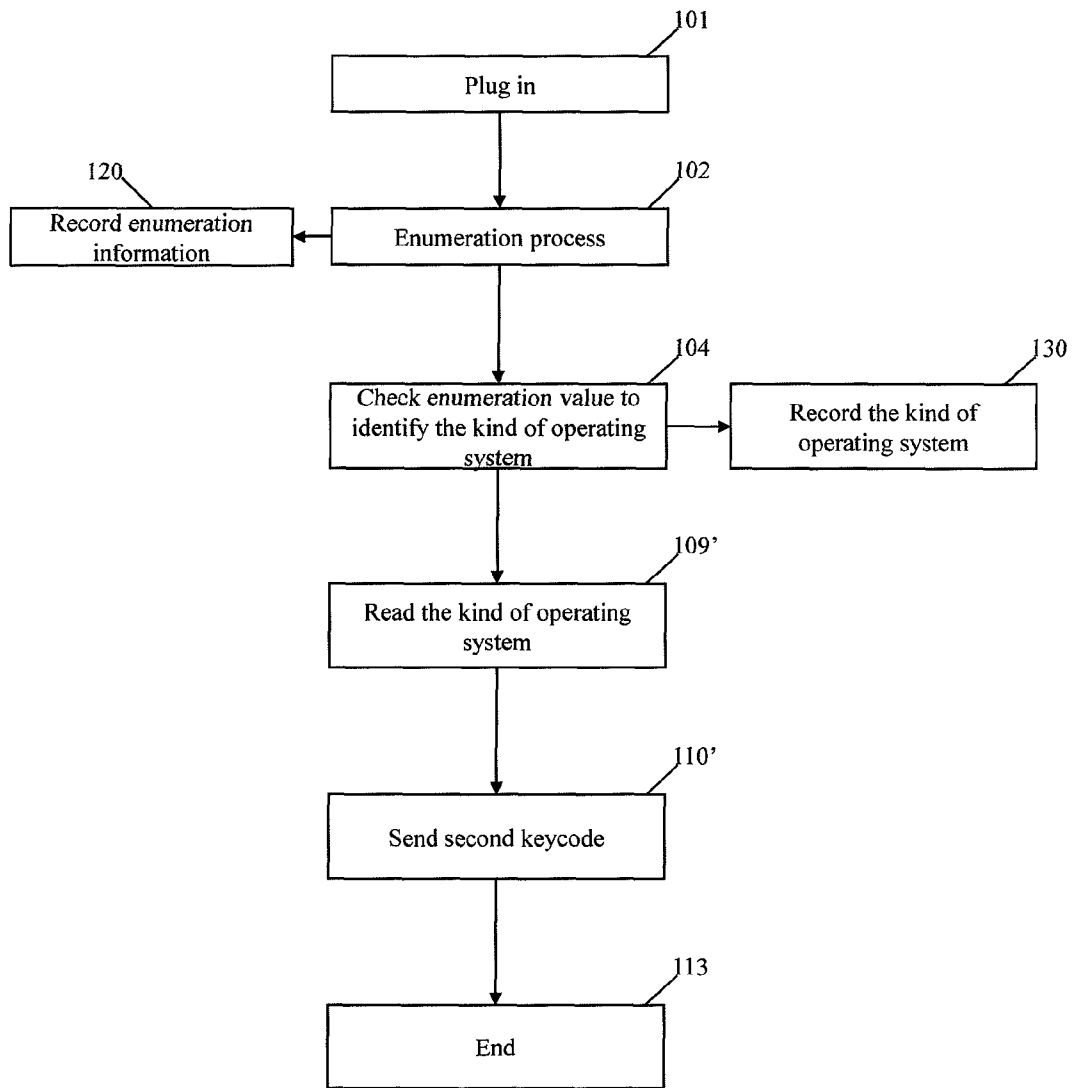 101
Plug in
120
102
Record enumeration
information
Enumeration process
104
130
Check enumeration value to
identify the kind of operating
system
Record the kind of
operating system
109’
Read the kind of operating
system
110’
Send second keycode
113
End